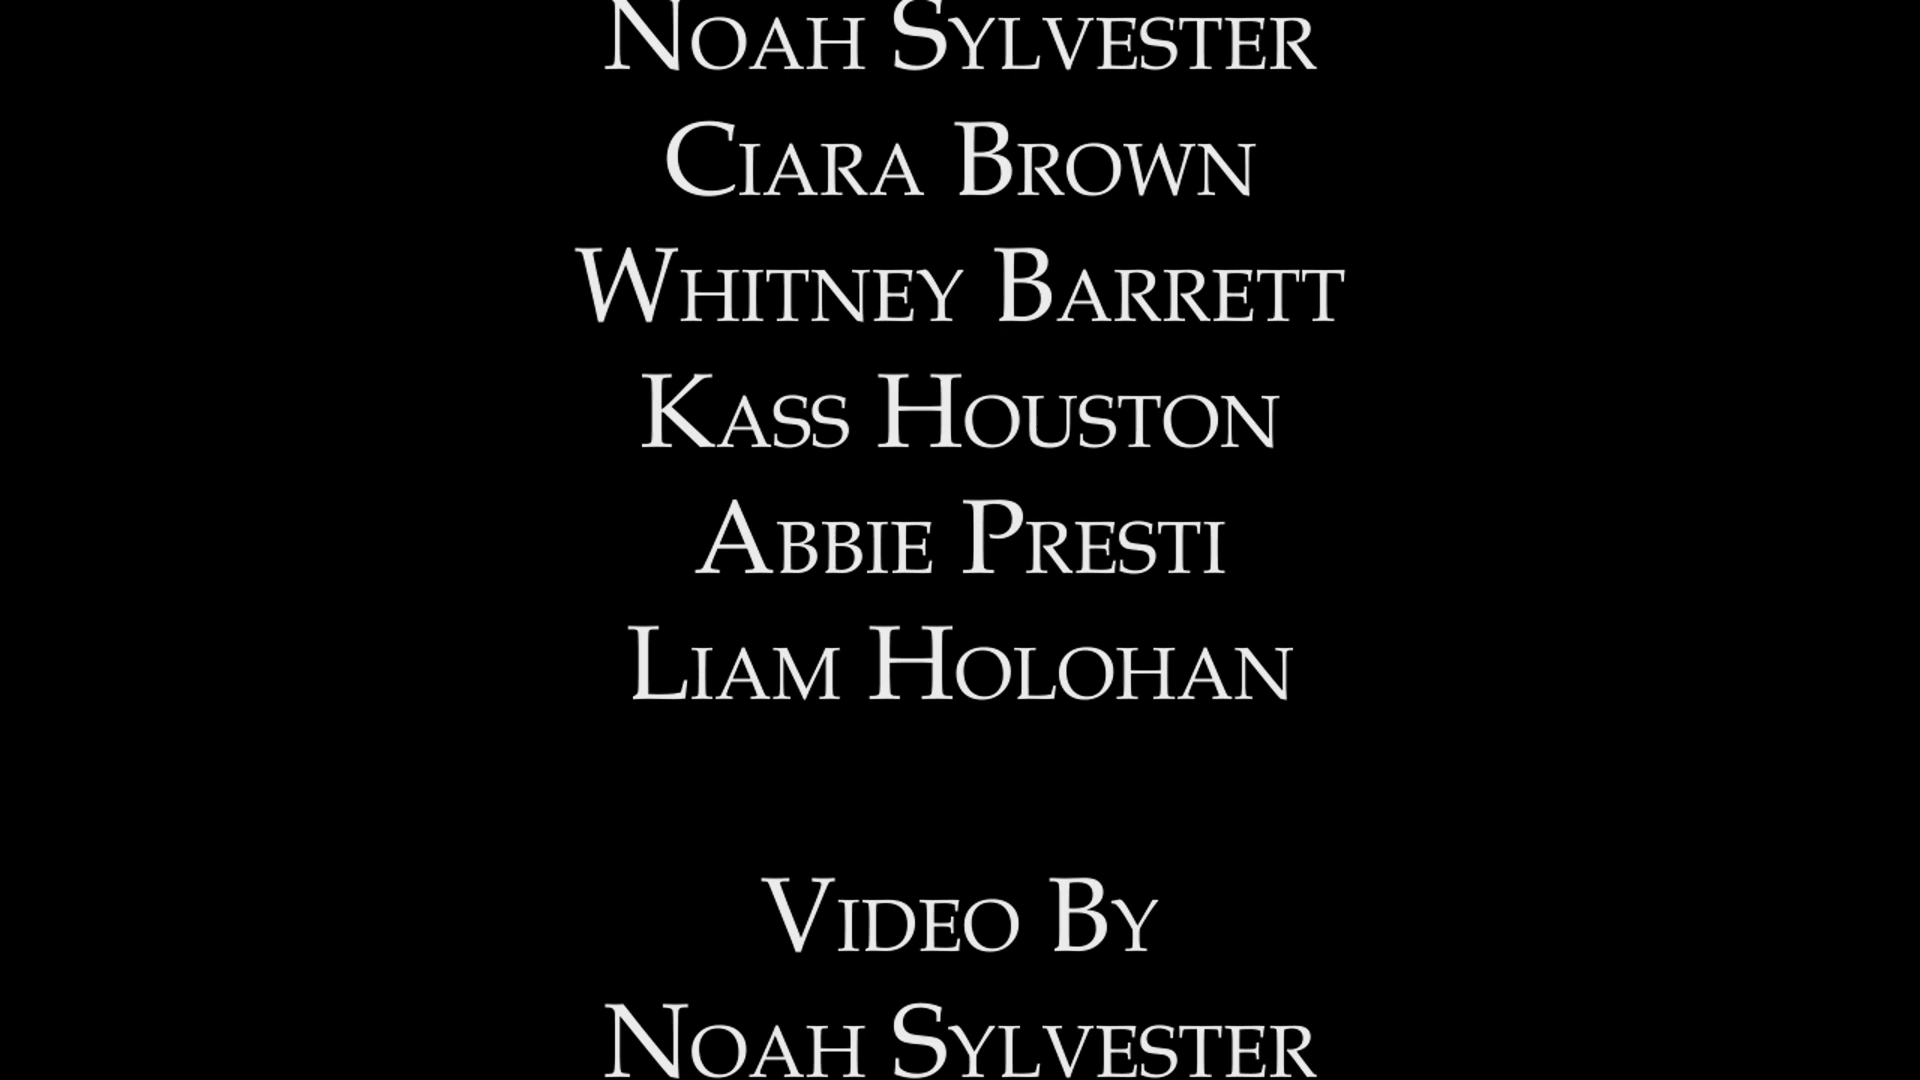 Noah Sylvester
Ciara Brown
Whitney Barrett
Kass Houston
Abbie Presti
Liam Holohan
Video By
Noah Sylvester